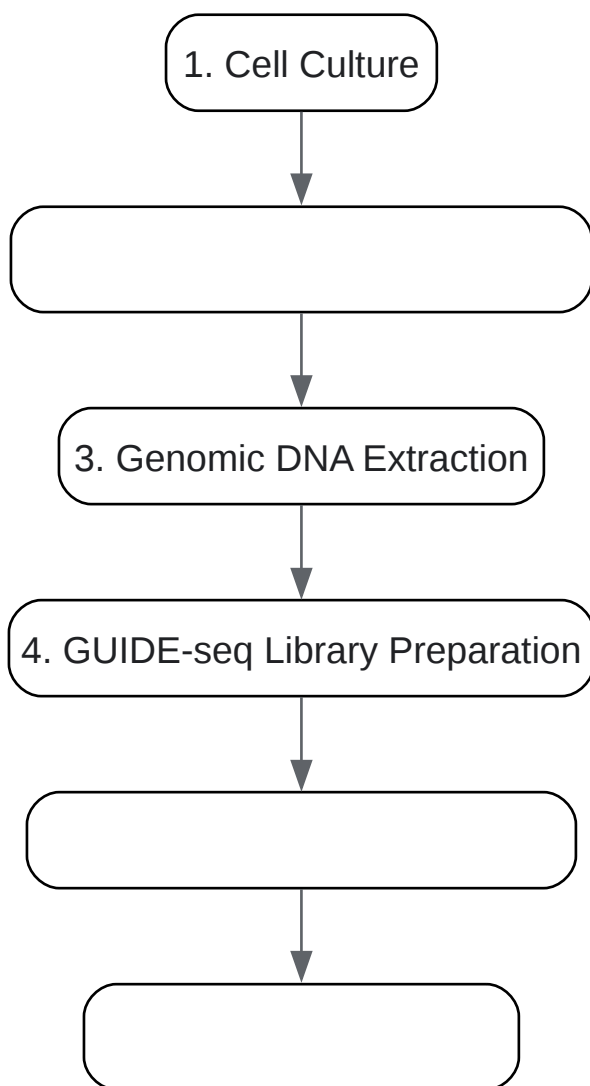 1. Cell Culture
3. Genomic DNA Extraction
4. GUIDE-seq Library Preparation